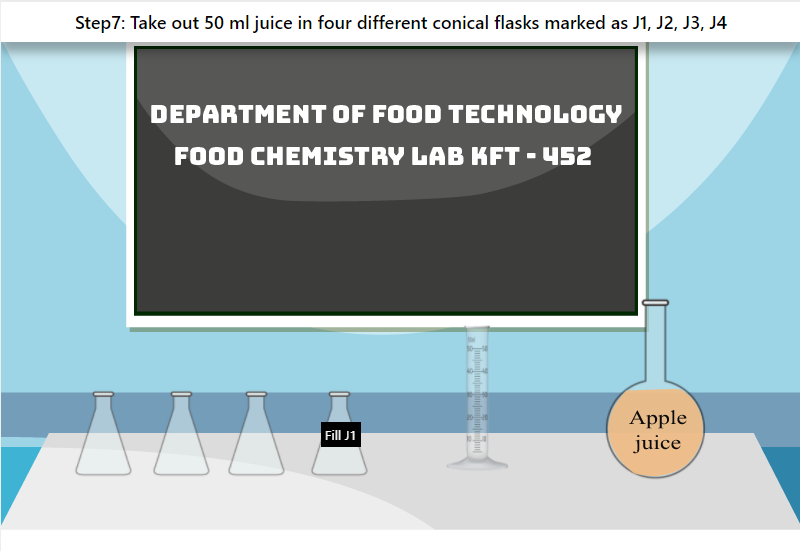 Step7: Take out 50 ml juice in four different conical flasks marked as J1, J2, J3, J4
DEPARTMENT OF FOOD TECHNOLOGY
FOOD CHEMISTRY LAB KFT - 452
Apple
juice
Fill J1